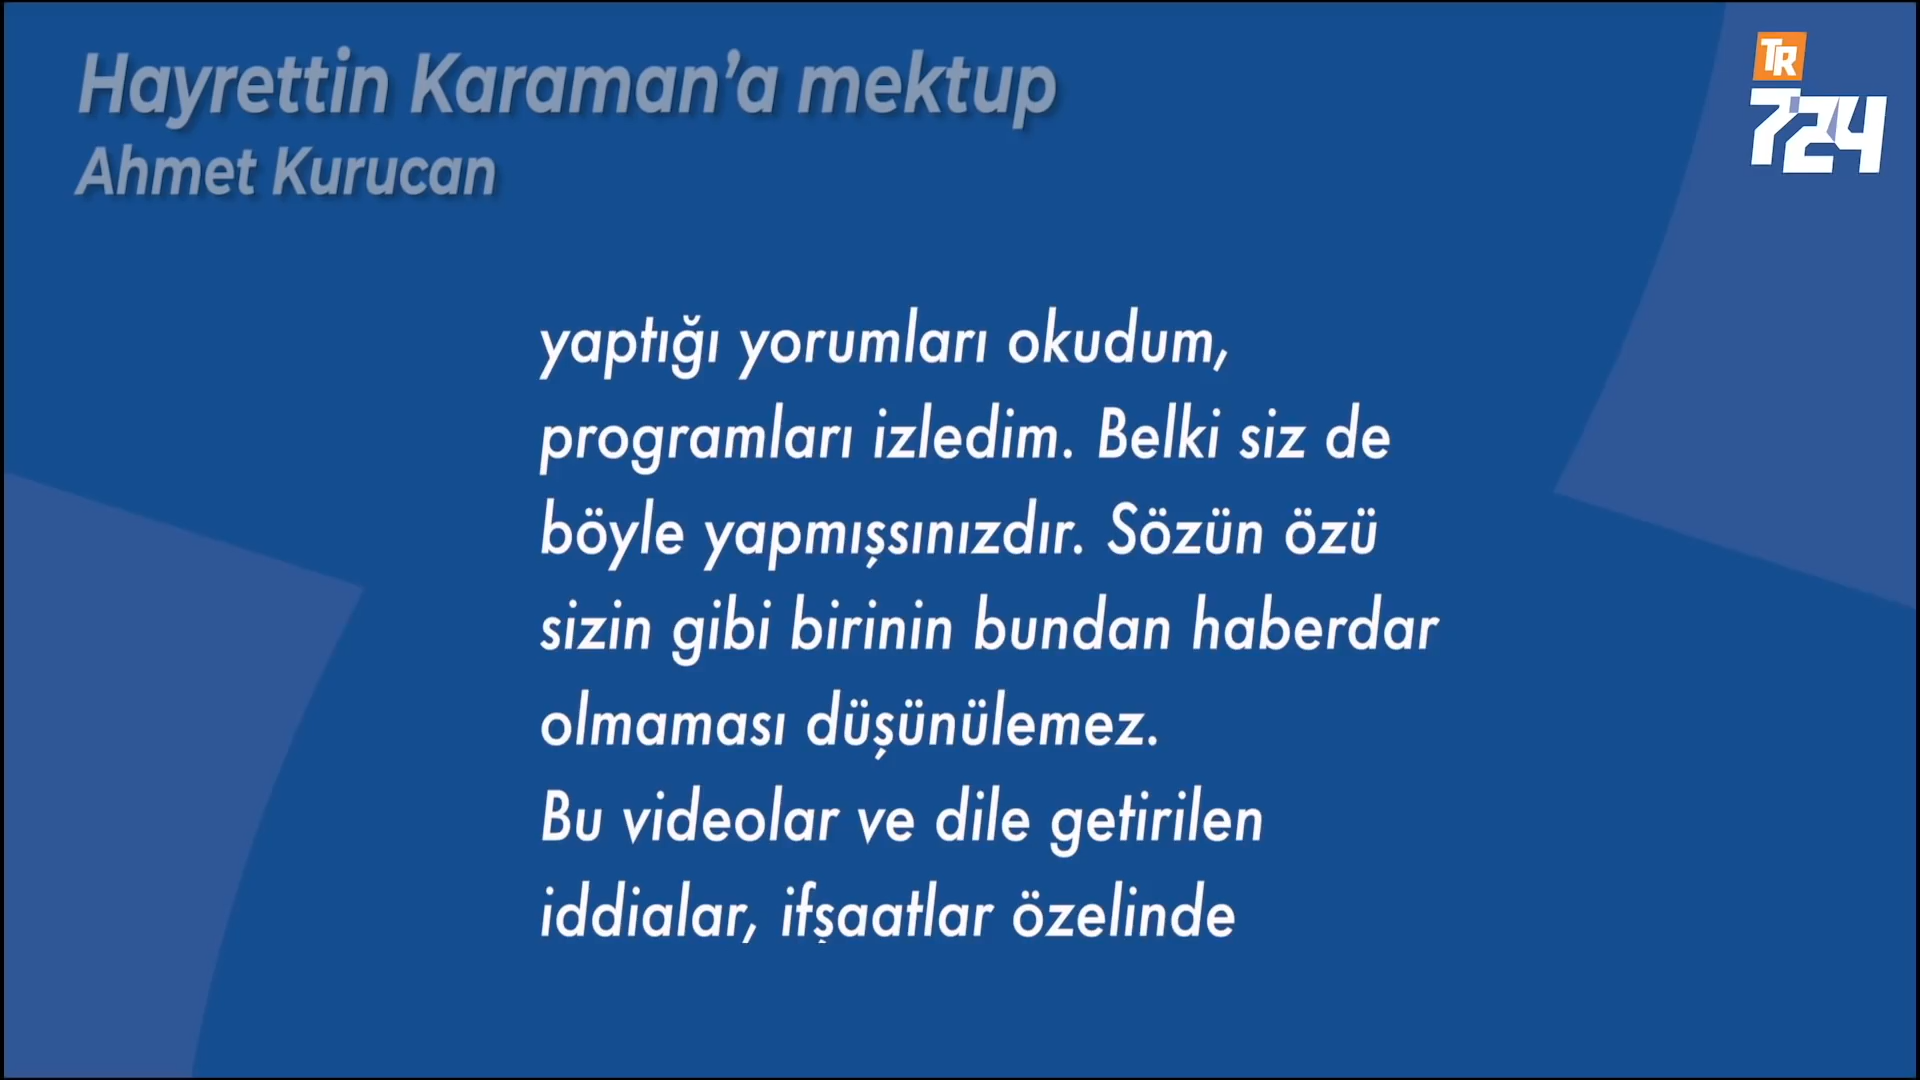 Hayrettin Karaman'a mektup
Ahmet Kurucan
TR
724
yaptığı yorumları okudum,
programları izledim. Belki siz de
böyle yapmışsınızdır. Sözün özü
sizin gibi birinin bundan haberdar
olmaması düşünülemez.
Bu videolar ve dile getirilen
iddialar, ifşaatlar özelinde